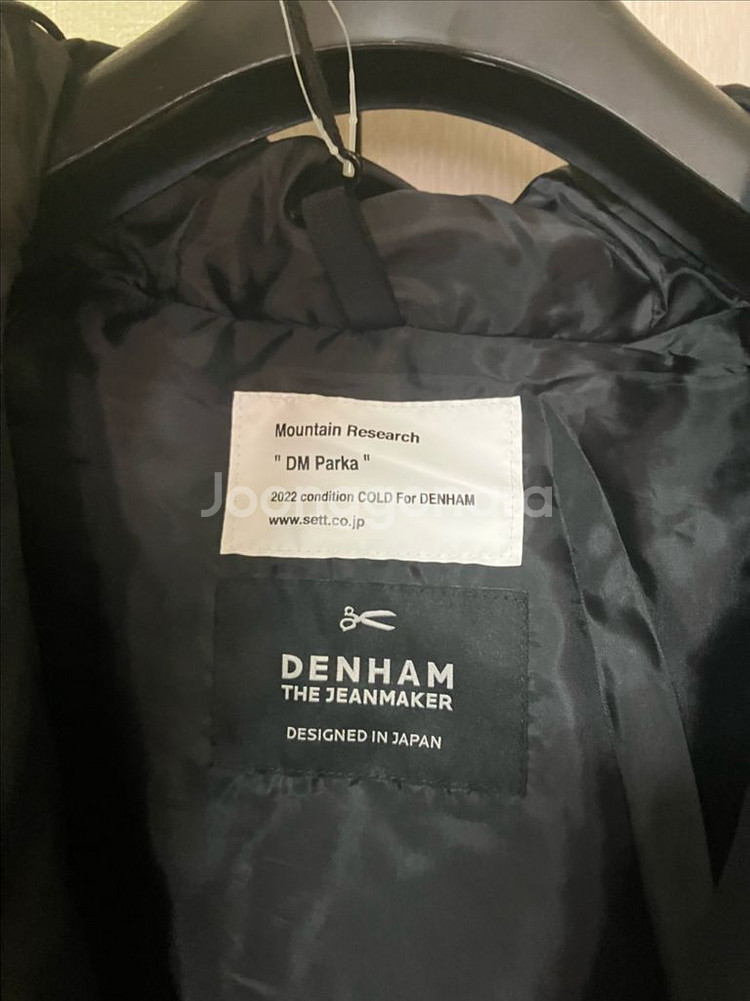 Mountain Research
" DM Parka "
2022 condition COLD For DENHAM
www.sett.co.jp
DENHAM
THE JEANMAKER
DESIGNED IN JAPAN